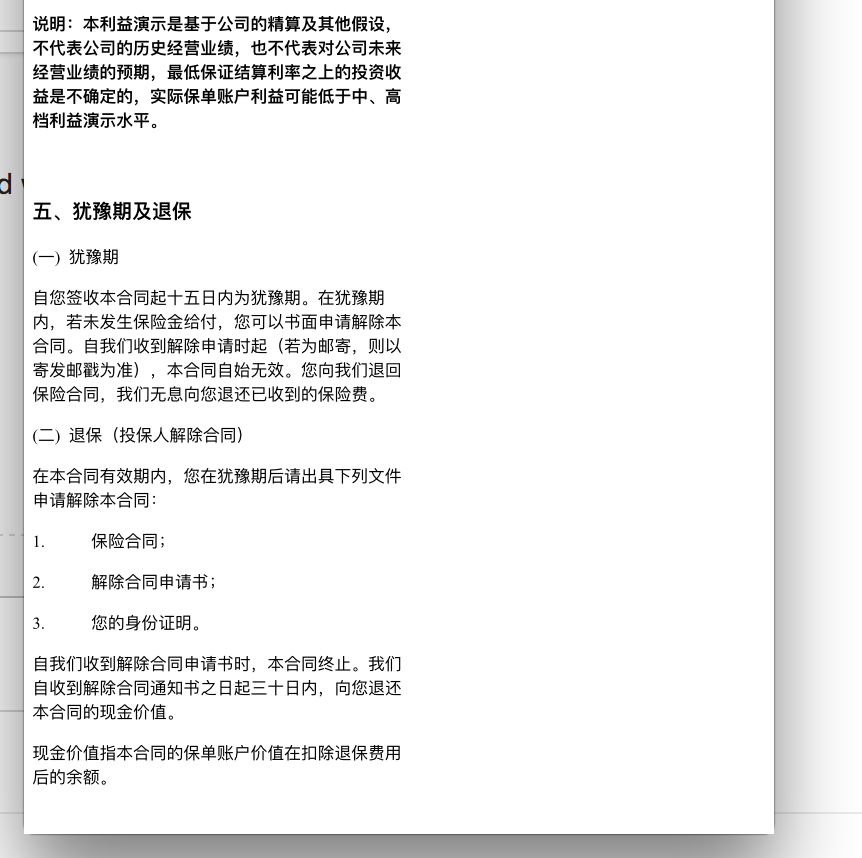 说明：本利益演示是基于公司的精算及其他假设，
不代表公司的历史经营业绩，也不代表对公司未来
经营业绩的预期，最低保证结算利率之上的投资收
益是不确定的，实际保单账户利益可能低于中、高
档利益演示水平。
d
五、犹豫期及退保
(一) 犹豫期
自您签收本合同起十五日内为犹豫期。在犹豫期
内，若未发生保险金给付，您可以书面申请解除本
合同。自我们收到解除申请时起（若为邮寄，则以
寄发邮戳为准），本合同自始无效。您向我们退回
保险合同，我们无息向您退还已收到的保险费。
(二) 退保（投保人解除合同）
在本合同有效期内，您在犹豫期后请出具下列文件
申请解除本合同：
1. 保险合同；
2. 解除合同申请书；
3. 您的身份证明。
自我们收到解除合同申请书时，本合同终止。我们
自收到解除合同通知书之日起三十日内，向您退还
本合同的现金价值。
现金价值指本合同的保单账户价值在扣除退保费用
后的余额。